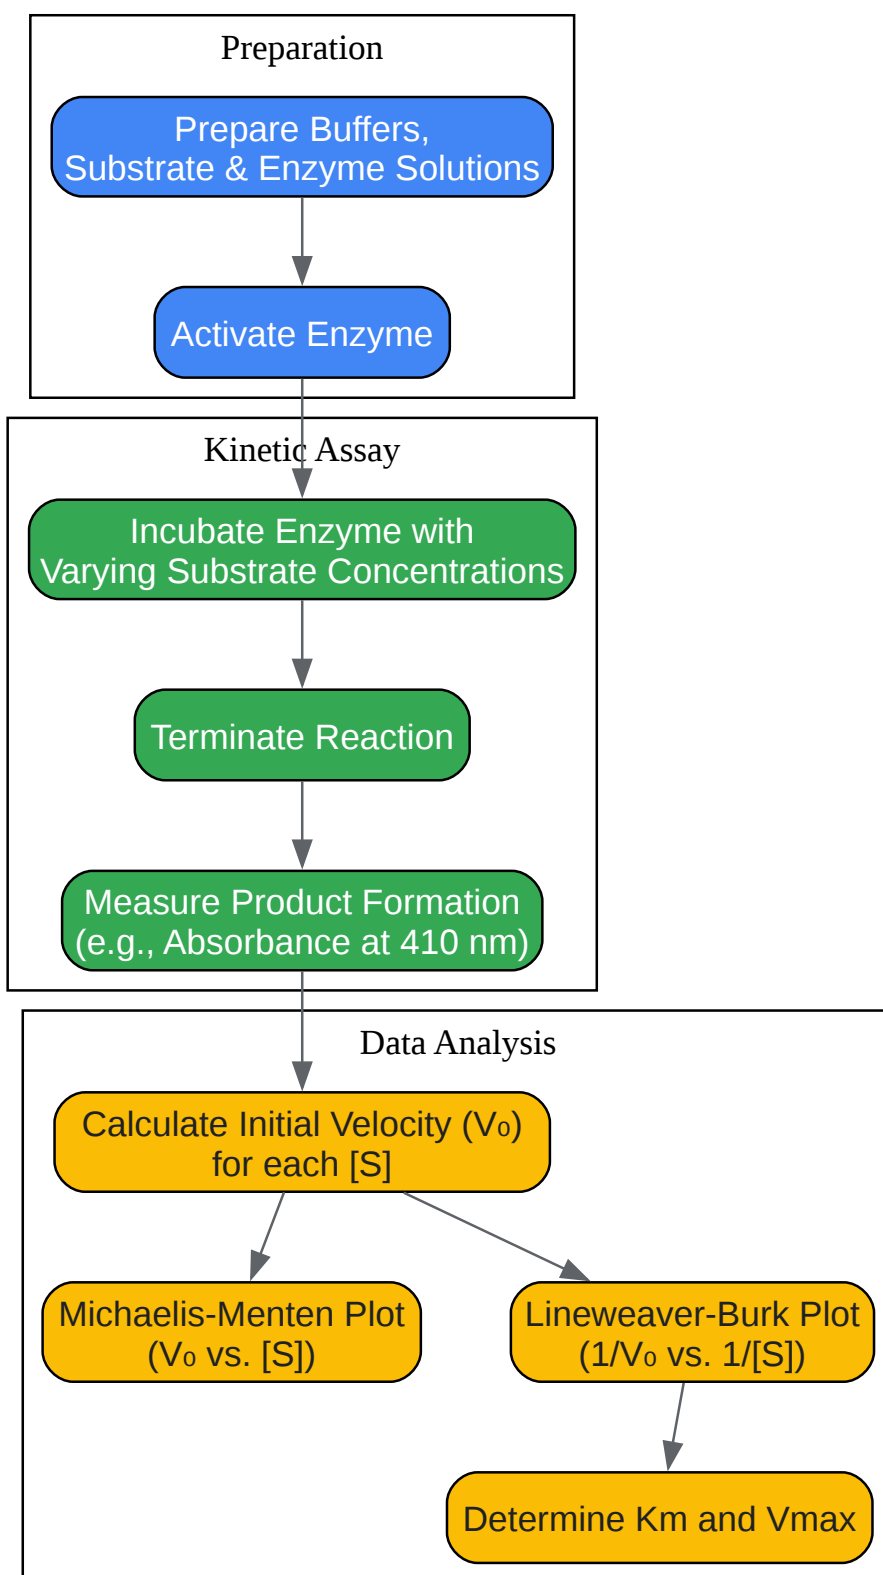 Preparation
Prepare Buffers,
Substrate & Enzyme Solutions
Activate Enzyme
Kinetic Assay
Incubate Enzyme with
Varying Substrate Concentrations
Terminate Reaction
Measure Product Formation
(e.g., Absorbance at 410 nm)
Data Analysis
Calculate Initial Velocity (V₀)
for each [S]
Michaelis-Menten Plot
(V₀ vs. [S])
Lineweaver-Burk Plot
(1/V₀ vs. 1/[S])
Determine Km and Vmax